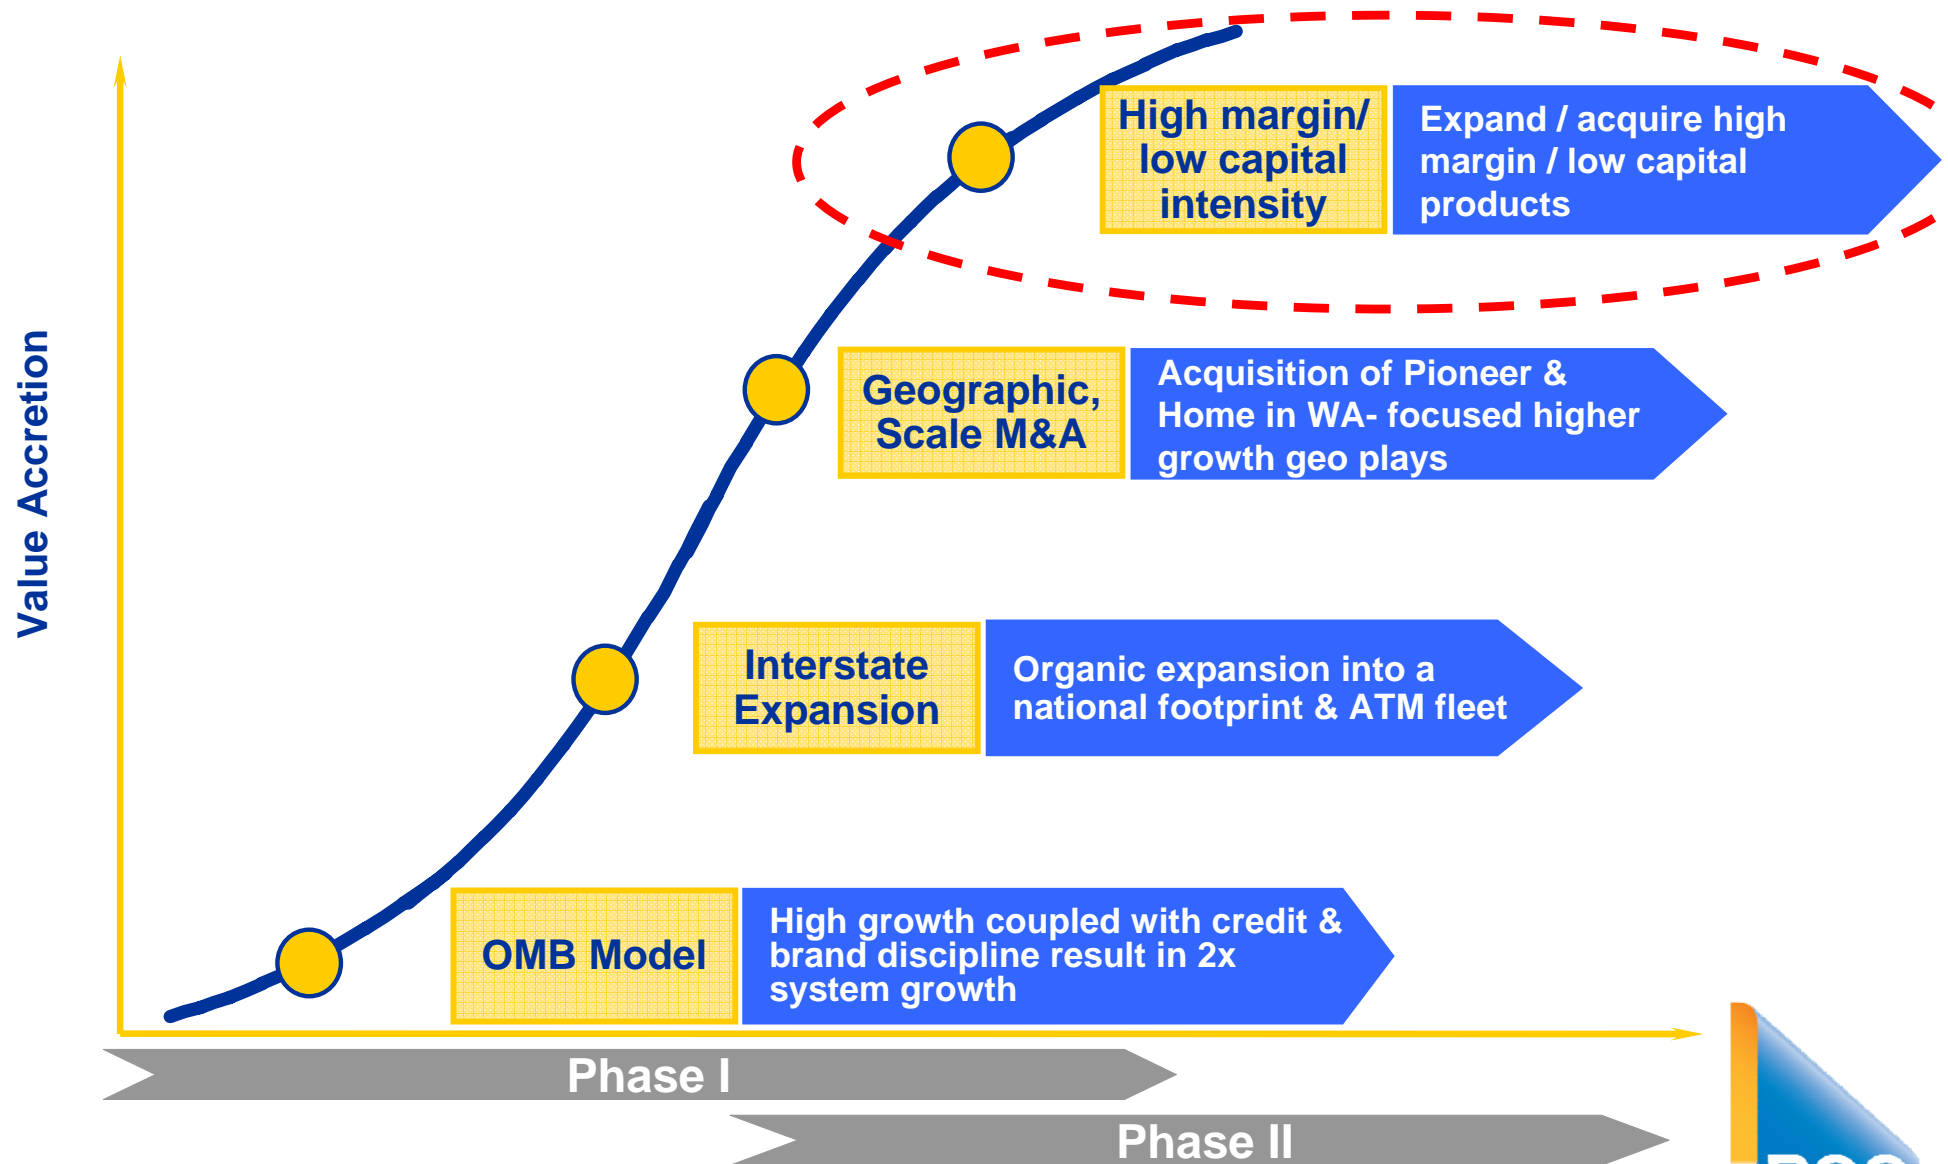 High margin/
low capital
intensity
Expand / acquire high
margin / low capital
products
Value Accretion
Geographic,
Scale M&A
Acquisition of Pioneer &
Home in WA- focused higher
growth geo plays
Interstate
Expansion
Organic expansion into a
national footprint & ATM fleet
OMB Model
High growth coupled with credit &
brand discipline result in 2x
system growth
Phase I
Phase II